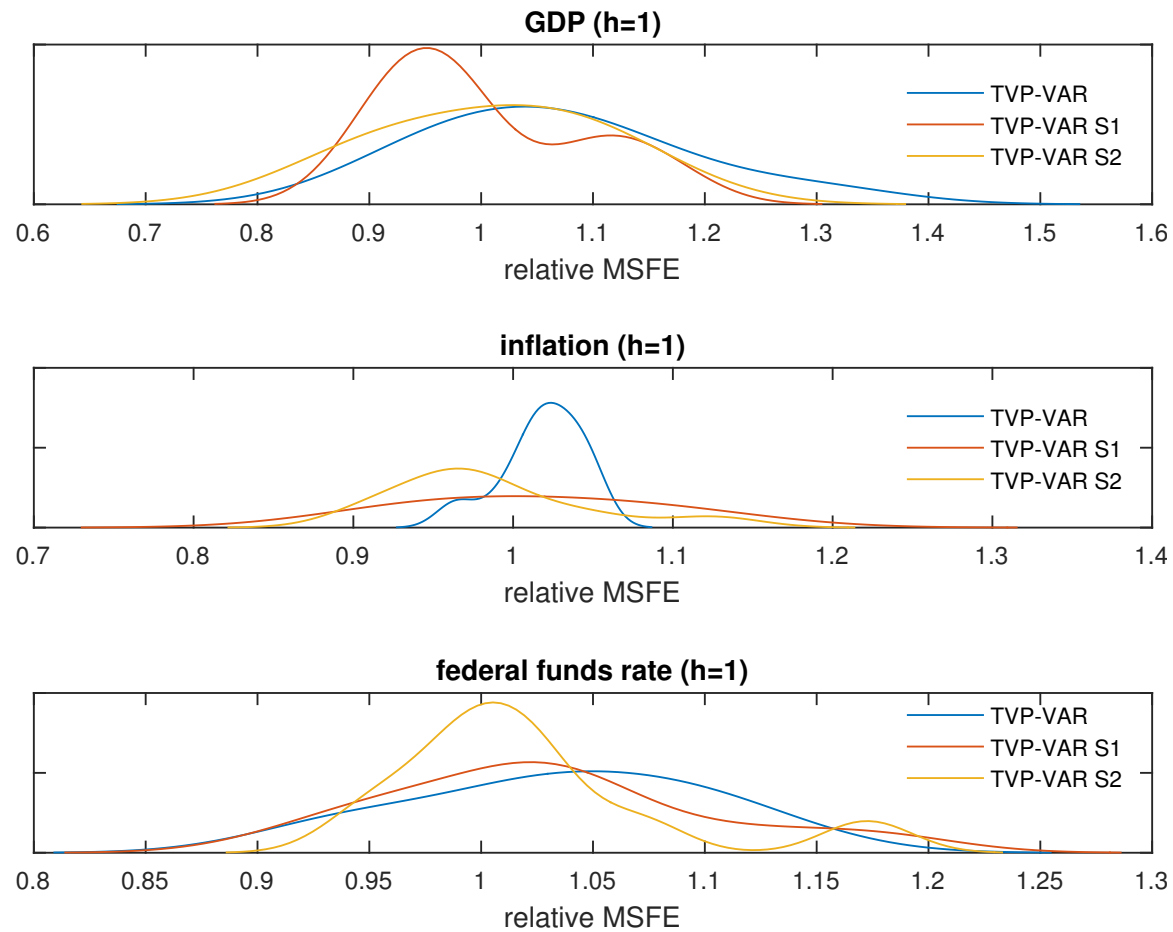 GDP (h=1)
TVP-VAR
TVP-VAR S1
TVP-VAR S2
0.6 0.7 0.8 0.9 1 1.1 1.2 1.3 1.4 1.5 1.6
relative MSFE
inflation (h=1)
TVP-VAR
TVP-VAR S1
TVP-VAR S2
0.7 0.8 0.9 1 1.1 1.2 1.3 1.4
relative MSFE
federal funds rate (h=1)
TVP-VAR
TVP-VAR S1
TVP-VAR S2
0.8 0.85 0.9 0.95 1 1.05 1.1 1.15 1.2 1.25 1.3
relative MSFE